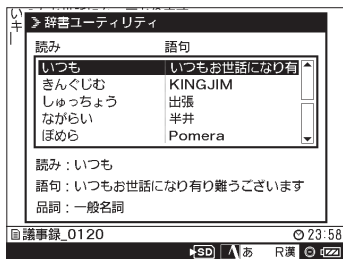 辞書ユーティリティ
読み 語句
いつも いつもお世話になり有
きんぐじむ KINGJIM
しゅっちょう 出張
ながらい 半井
ぽめら Pomera
読み：いつも
語句：いつもお世話になり有り難うございます
品詞：一般名詞
議事録_0120 23:58
SD A あ R漢